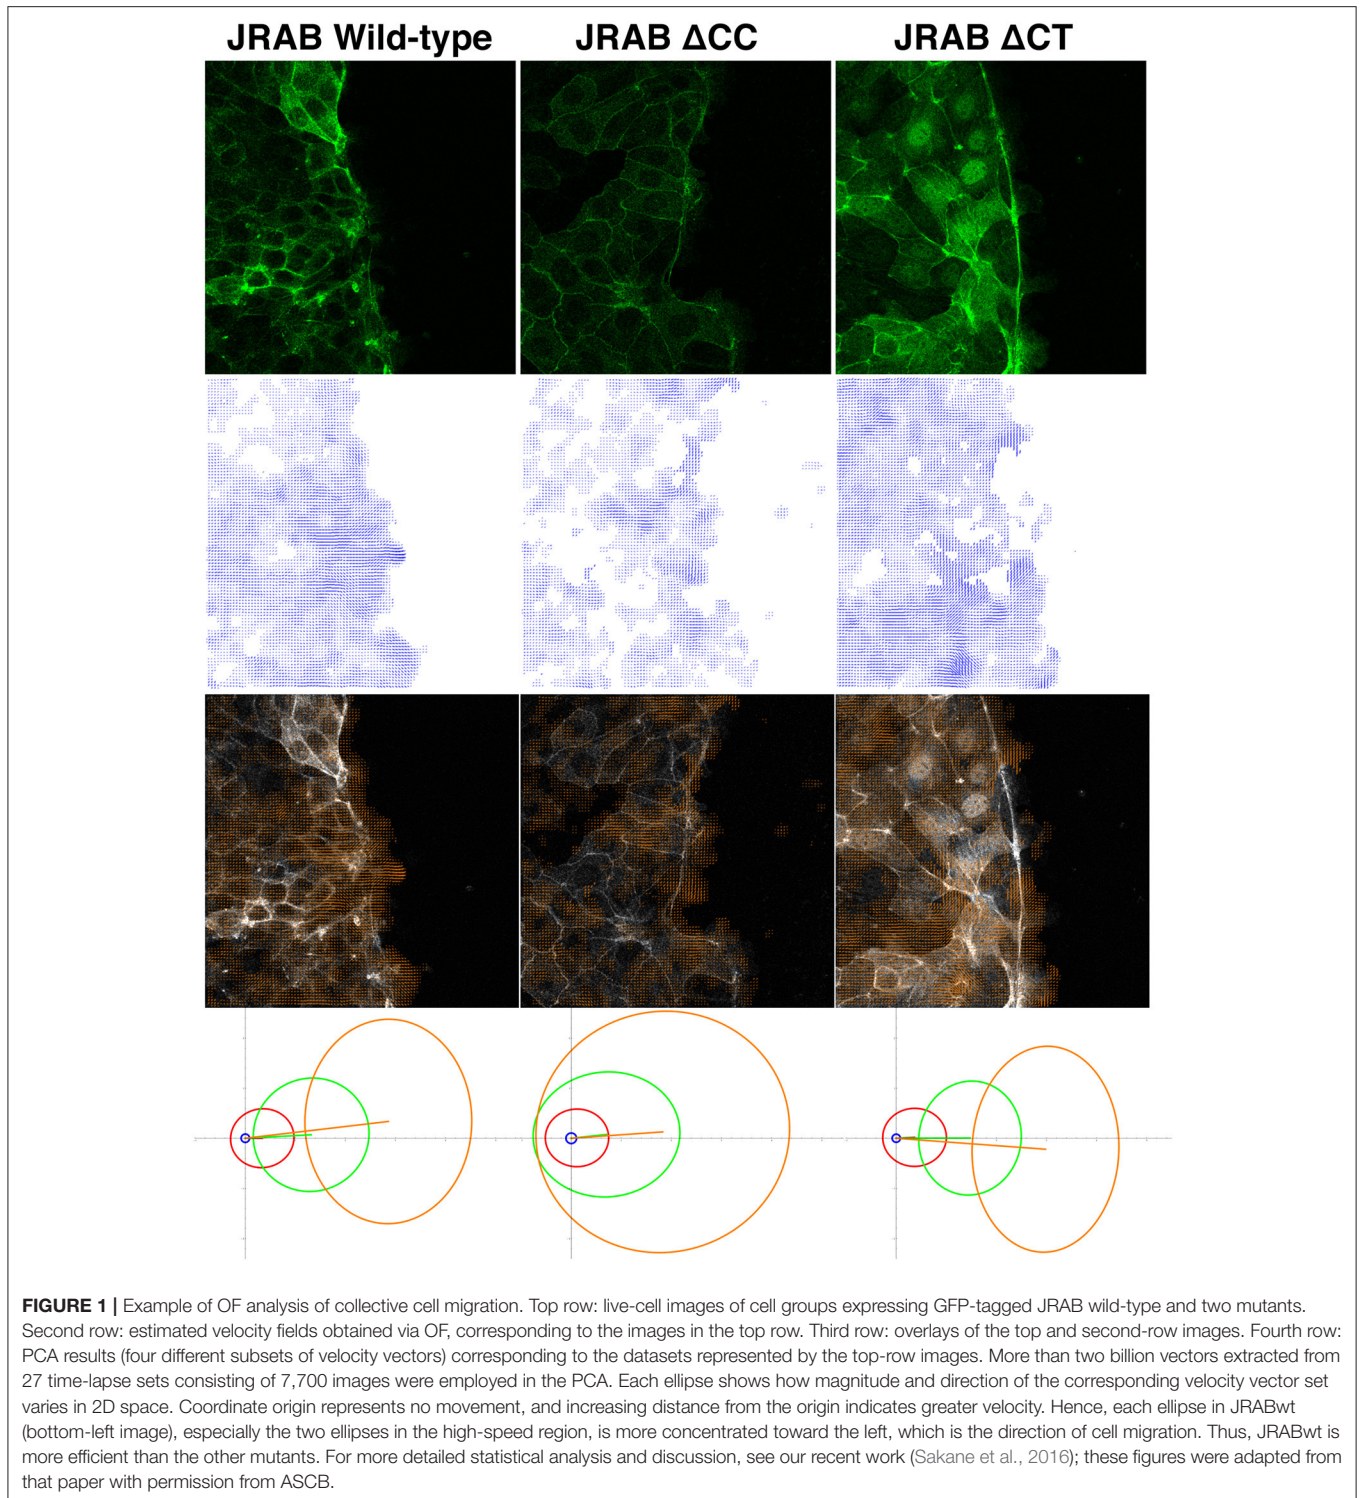 JRAB Wild-type JRAB ΔCC JRAB ΔCT
FIGURE 1 | Example of OF analysis of collective cell migration. Top row: live-cell images of cell groups expressing GFP-tagged JRAB wild-type and two mutants.
Second row: estimated velocity fields obtained via OF, corresponding to the images in the top row. Third row: overlays of the top and second-row images. Fourth row:
PCA results (four different subsets of velocity vectors) corresponding to the datasets represented by the top-row images. More than two billion vectors extracted from
27 time-lapse sets consisting of 7,700 images were employed in the PCA. Each ellipse shows how magnitude and direction of the corresponding velocity vector set
varies in 2D space. Coordinate origin represents no movement, and increasing distance from the origin indicates greater velocity. Hence, each ellipse in JRABwt
(bottom-left image), especially the two ellipses in the high-speed region, is more concentrated toward the left, which is the direction of cell migration. Thus, JRABwt is
more efficient than the other mutants. For more detailed statistical analysis and discussion, see our recent work (Sakane et al., 2016); these figures were adapted from
that paper with permission from ASCB.